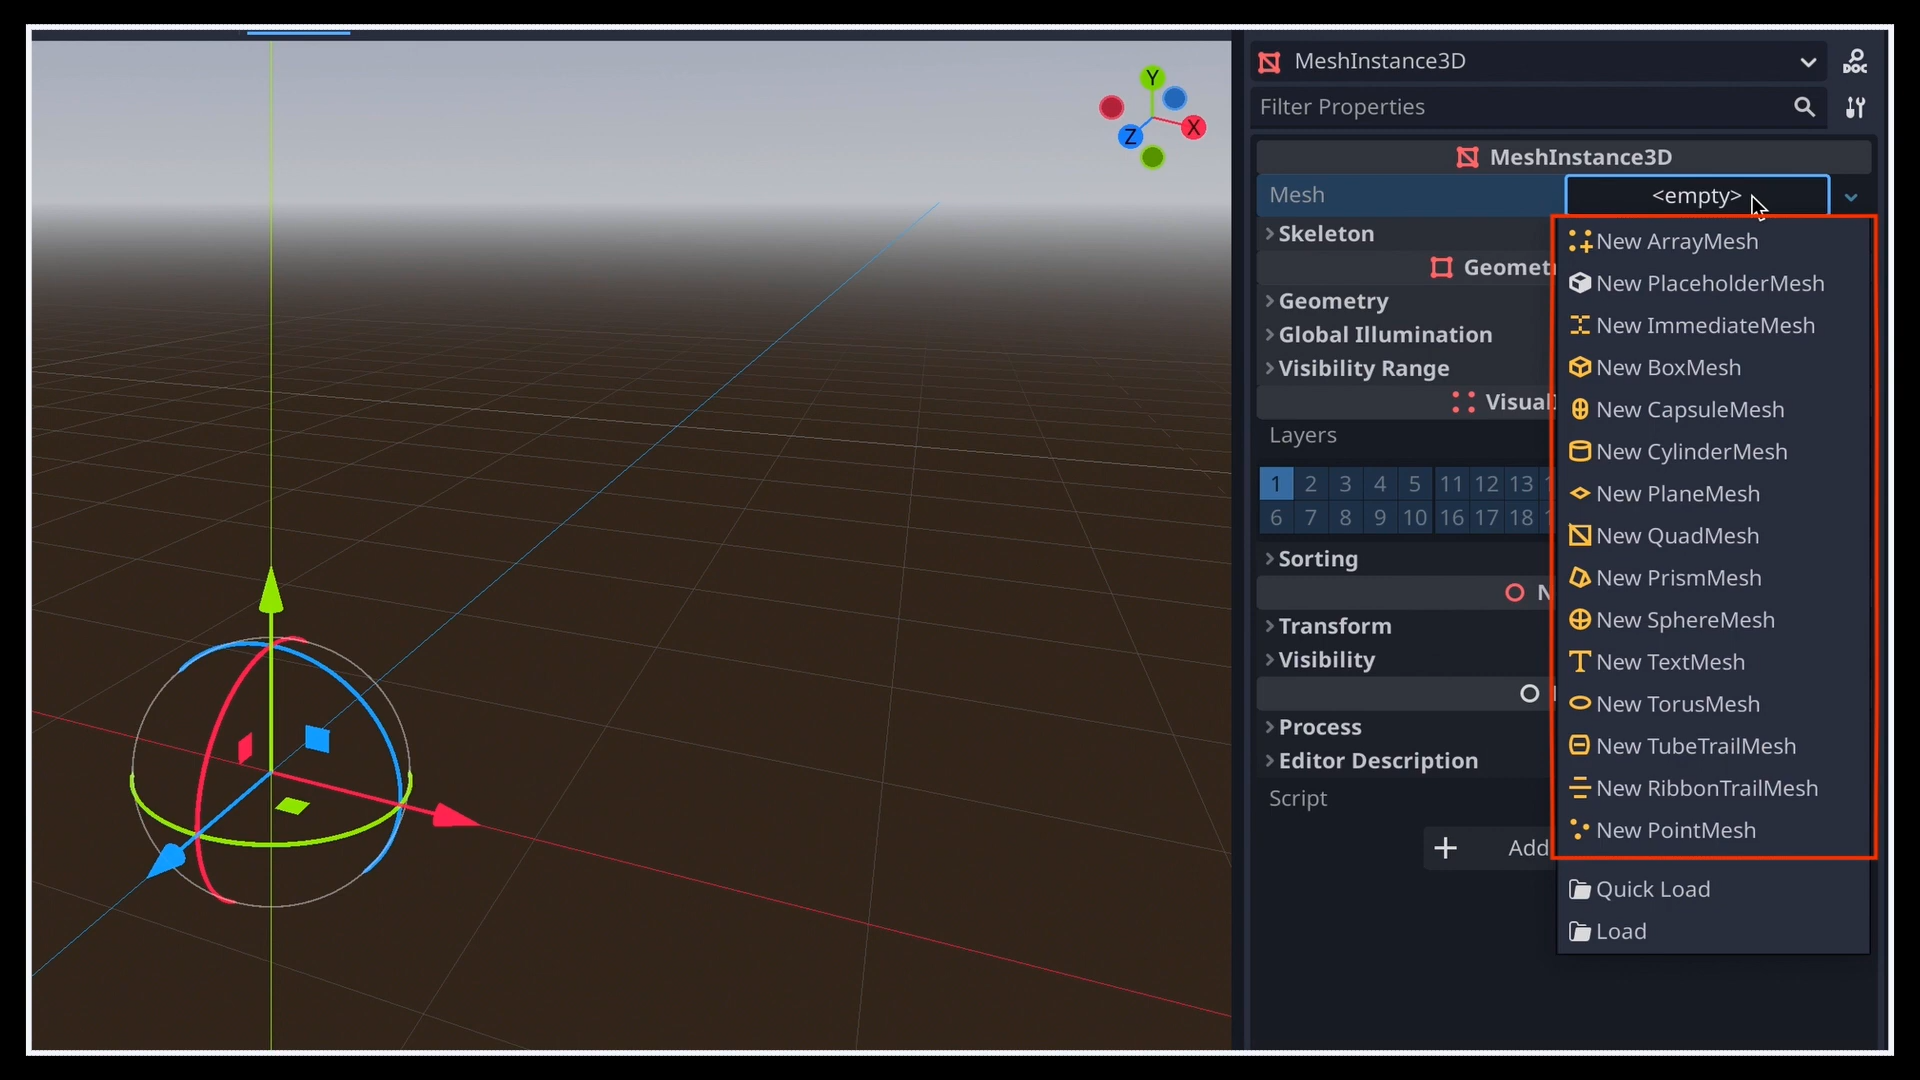 Y
X
Z
MeshInstance3D
DOC
Filter Properties
MeshInstance3D
Mesh
<empty>
Skeleton
Geomet
Geometry
Global Illumination
Visibility Range
Visual
Layers
1 2 3 4 5 11 12 13
6 7 8 9 10 16 17 18
Sorting
N
Transform
Visibility
Process
Editor Description
Script
Add
New ArrayMesh
New PlaceholderMesh
New ImmediateMesh
New BoxMesh
New CapsuleMesh
New CylinderMesh
New PlaneMesh
New QuadMesh
New PrismMesh
New SphereMesh
New TextMesh
New TorusMesh
New TubeTrailMesh
New RibbonTrailMesh
New PointMesh
Quick Load
Load